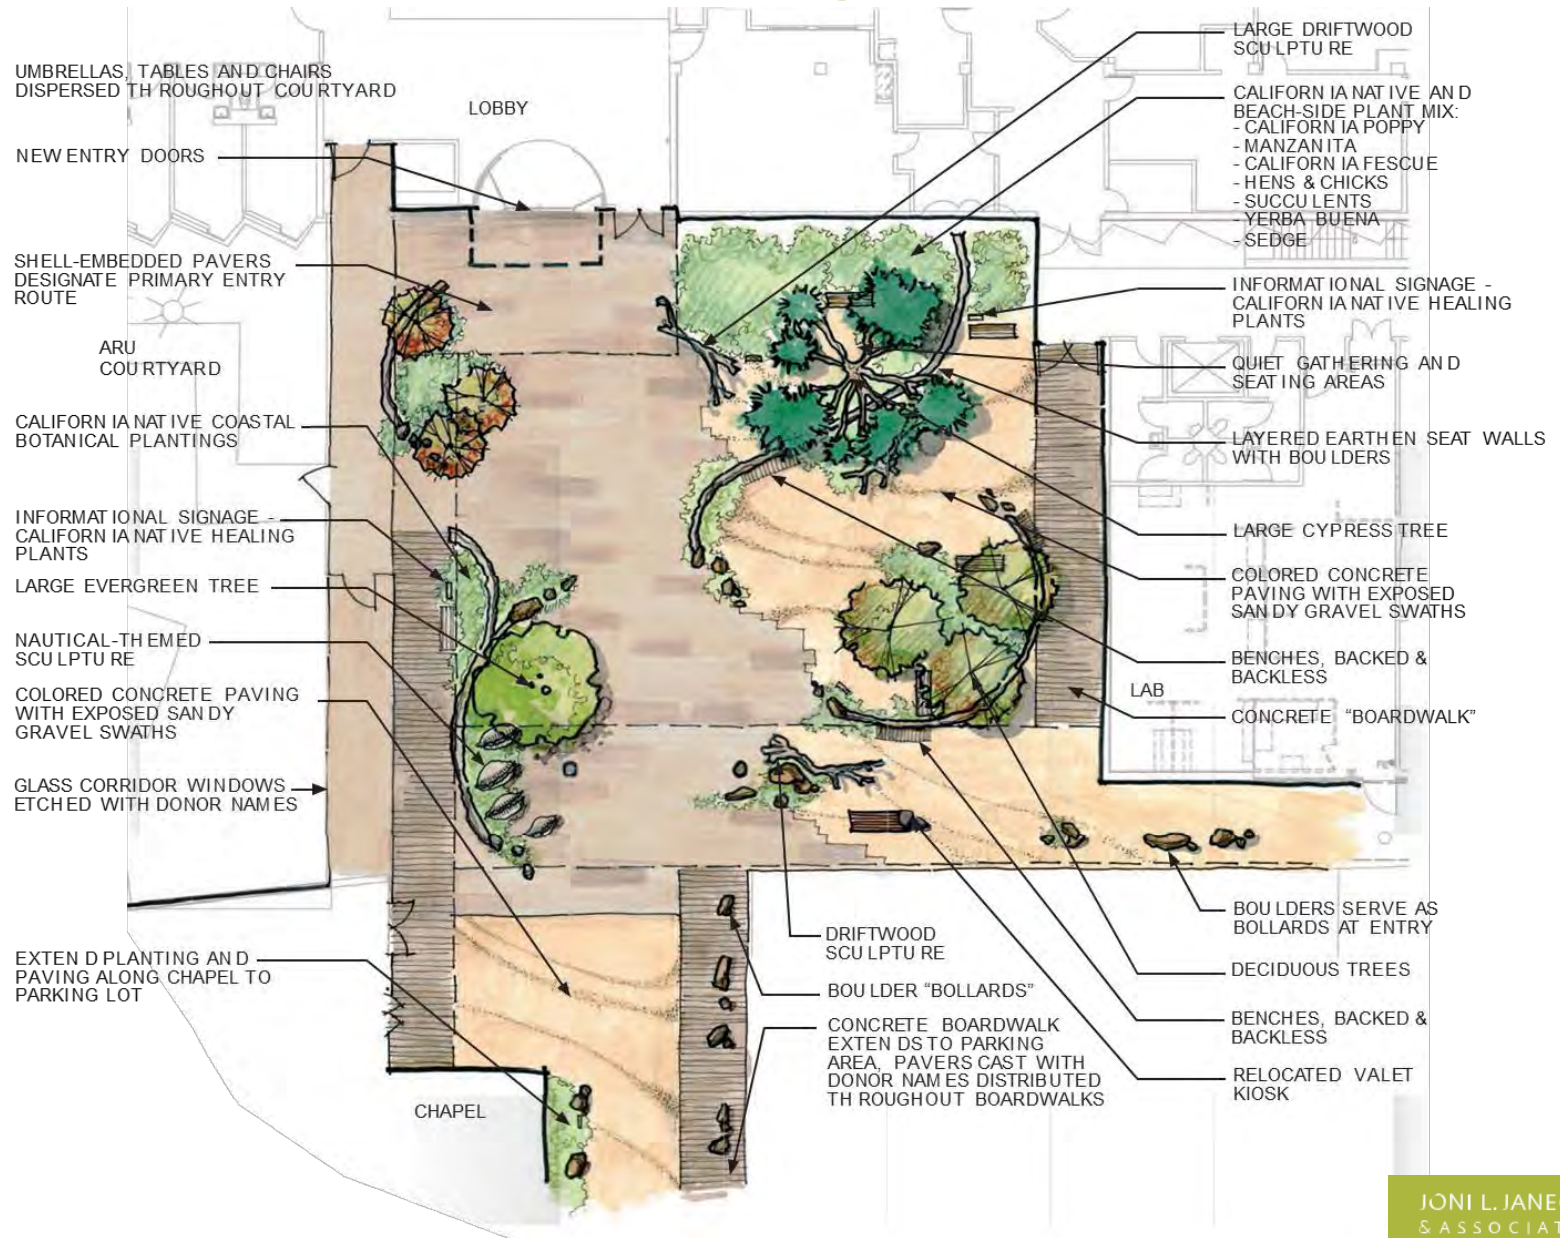 UMBRELLAS, TABLES AND CHAIRS
DISPERSED THROUGHOUT COURTYARD
NEW ENTRY DOORS
SHELL-EMBEDDED PAVERS
DESIGNATE PRIMARY ENTRY
ROUTE
ARU
COURTYARD
CALIFORNIA NATIVE COASTAL
BOTANICAL PLANTINGS
INFORMATIONAL SIGNAGE -
CALIFORNIA NATIVE HEALING
PLANTS
LARGE EVERGREEN TREE
NAUTICAL-THEMED
SCULPTURE
COLORED CONCRETE PAVING
WITH EXPOSED SANDY
GRAVEL SWATHS
GLASS CORRIDOR WINDOWS
ETCHED WITH DONOR NAMES
EXTEND PLANTING AND
PAVING ALONG CHAPEL TO
PARKING LOT
LOBBY
CHAPEL
DRIFTWOOD
SCULPTURE
BOULDER “BOLLARDS”
CONCRETE BOARDWALK
EXTENDS TO PARKING
AREA, PAVERS CAST WITH
DONOR NAMES DISTRIBUTED
THROUGHOUT BOARDWALKS
LARGE DRIFTWOOD
SCULPTURE
CALIFORNIA NATIVE AND
BEACH-SIDE PLANT MIX:
- CALIFORNIA POPPY
- MANZANITA
- CALIFORNIA FESCUE
- HENS & CHICKS
- SUCCULENTS
- YERBA BUENA
- SEDGE
INFORMATIONAL SIGNAGE -
CALIFORNIA NATIVE HEALING
PLANTS
QUIET GATHERING AND
SEATING AREAS
LAYERED EARTHEN SEAT WALLS
WITH BOULDERS
LARGE CYPRESS TREE
COLORED CONCRETE
PAVING WITH EXPOSED
SANDY GRAVEL SWATHS
BENCHES, BACKED &
BACKLESS
LAB
CONCRETE “BOARDWALK”
BOULDERS SERVE AS
BOLLARDS AT ENTRY
DECIDUOUS TREES
BENCHES, BACKED &
BACKLESS
RELOCATED VALET
KIOSK
JONI L. JANE
& ASSOCIAT